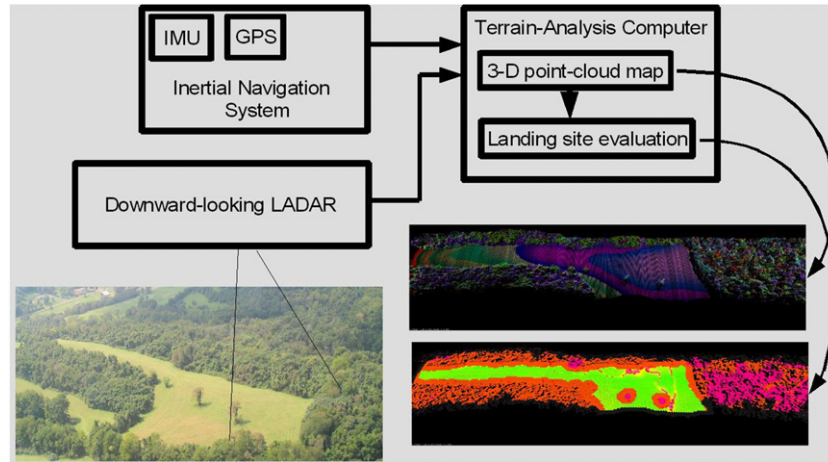 IMU
GPS
Inertial Navigation
System
Terrain-Analysis Computer
3-D point-cloud map
Landing site evaluation
Downward-looking LADAR